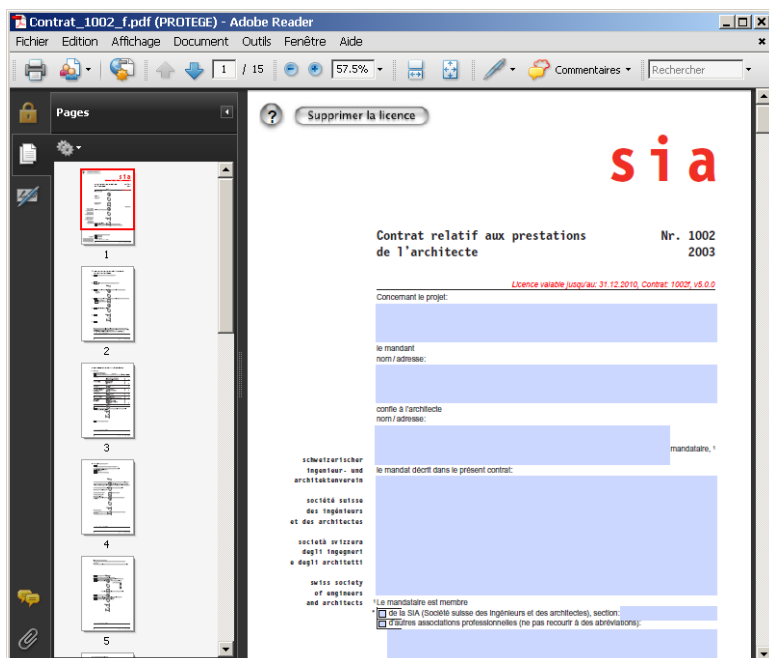 Contrat_1002_f.pdf (PROTEGE) - Adobe Reader
Fichier Edition Affichage Document Outils Fenêtre Aide
1 / 15 57.5% Commentaires Rechercher
Pages
1
2
3
4
5
? Supprimer la licence
sia
Contrat relatif aux prestations Nr. 1002
de l'architecte 2003
Licence valable jusqu'au: 31.12.2010, Contrat: 1002f, v5.0.0
Concernant le projet:
le mandant
nom / adresse:
confie à l'architecte
nom / adresse:
mandataire, ¹
le mandat décrit dans le présent contrat:
schweizerischer
ingenieur- und
architektenverein
société suisse
des ingénieurs
et des architectes
società svizzera
degli ingegneri
e degli architetti
swiss society
of engineers
and architects
¹ Le mandataire est membre
* de la SIA (Société suisse des ingénieurs et des architectes), section:
d'autres associations professionnelles (ne pas recourir à des abréviations):